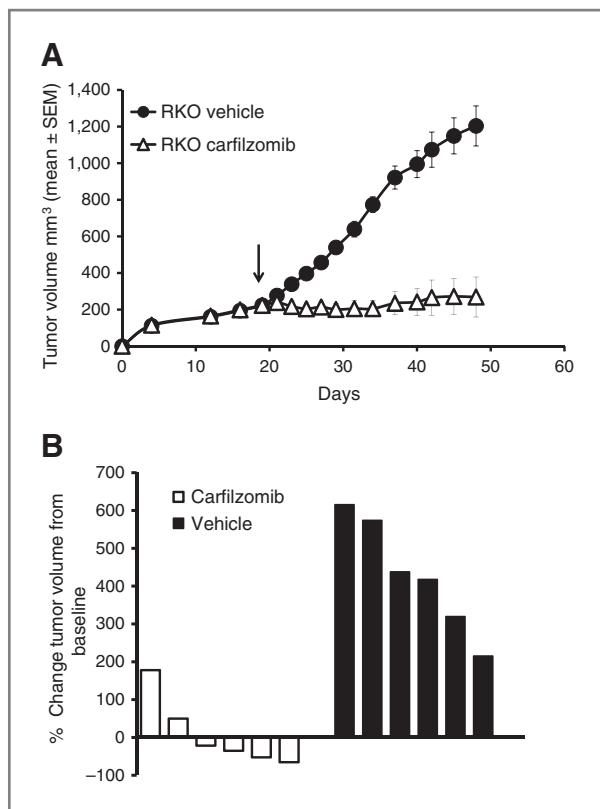 A
1,400
1,200
1,000
800
600
400
200
0
Tumor volume mm³ (mean ± SEM)
RKO vehicle
RKO carfilzomib
0 10 20 30 40 50 60
Days
B
700
600
500
400
300
200
100
0
−100
% Change tumor volume from
baseline
Carfilzomib
Vehicle